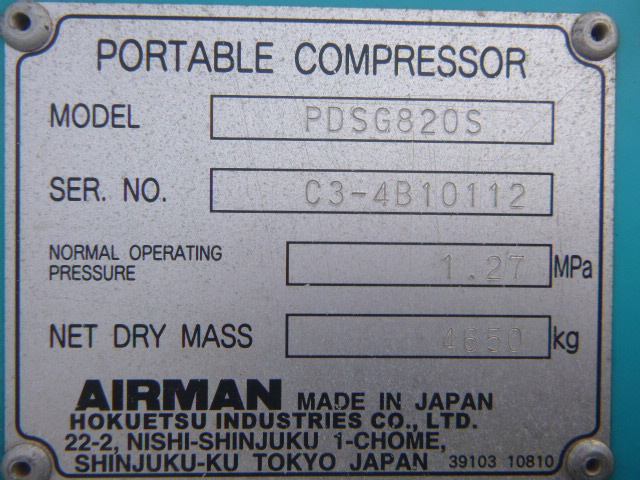 PORTABLE COMPRESSOR
MODEL PDSG820S
SER. NO. C3-4B10112
NORMAL OPERATING
PRESSURE 1.27 MPa
NET DRY MASS 4650 kg
AIRMAN MADE IN JAPAN
HOKUETSU INDUSTRIES CO., LTD.
22-2, NISHI-SHINJUKU 1-CHOME,
SHINJUKU-KU TOKYO JAPAN 39103 10810